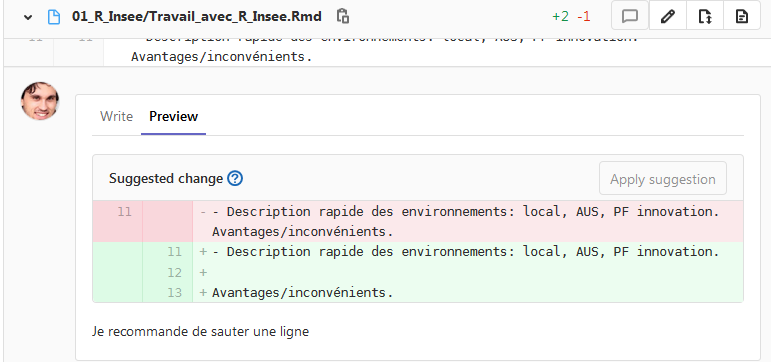 01_R_Insee/Travail_avec_R_Insee.Rmd +2 -1
11 11 - Description rapide des environnements: local, AUS, PF innovation.
Avantages/inconvénients.
Write Preview
Suggested change ? Apply suggestion
11 - - Description rapide des environnements: local, AUS, PF innovation.
Avantages/inconvénients.
11 + - Description rapide des environnements: local, AUS, PF innovation.
12 +
13 + Avantages/inconvénients.
Je recommande de sauter une ligne